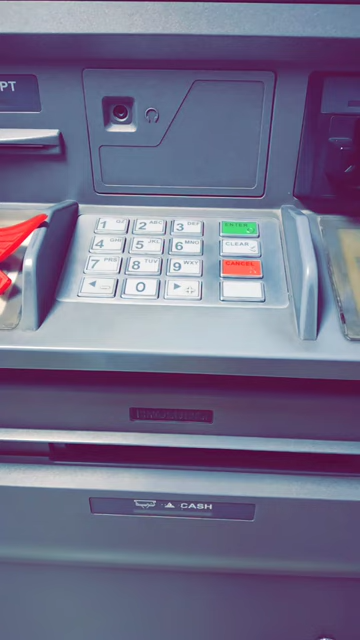 PT
1 QZ 2 ABC 3 DEF ENTER
4 GHI 5 JKL 6 MNO CLEAR
7 PRS 8 TUV 9 WXY CANCEL
0
CASH